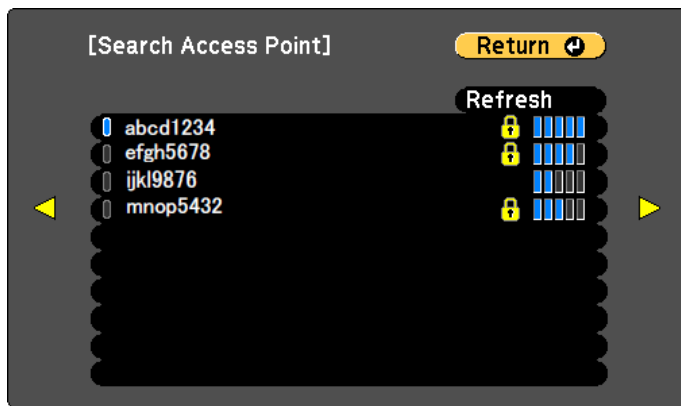 [Search Access Point]
Return
Refresh
abcd1234
efgh5678
ijkl9876
mnop5432